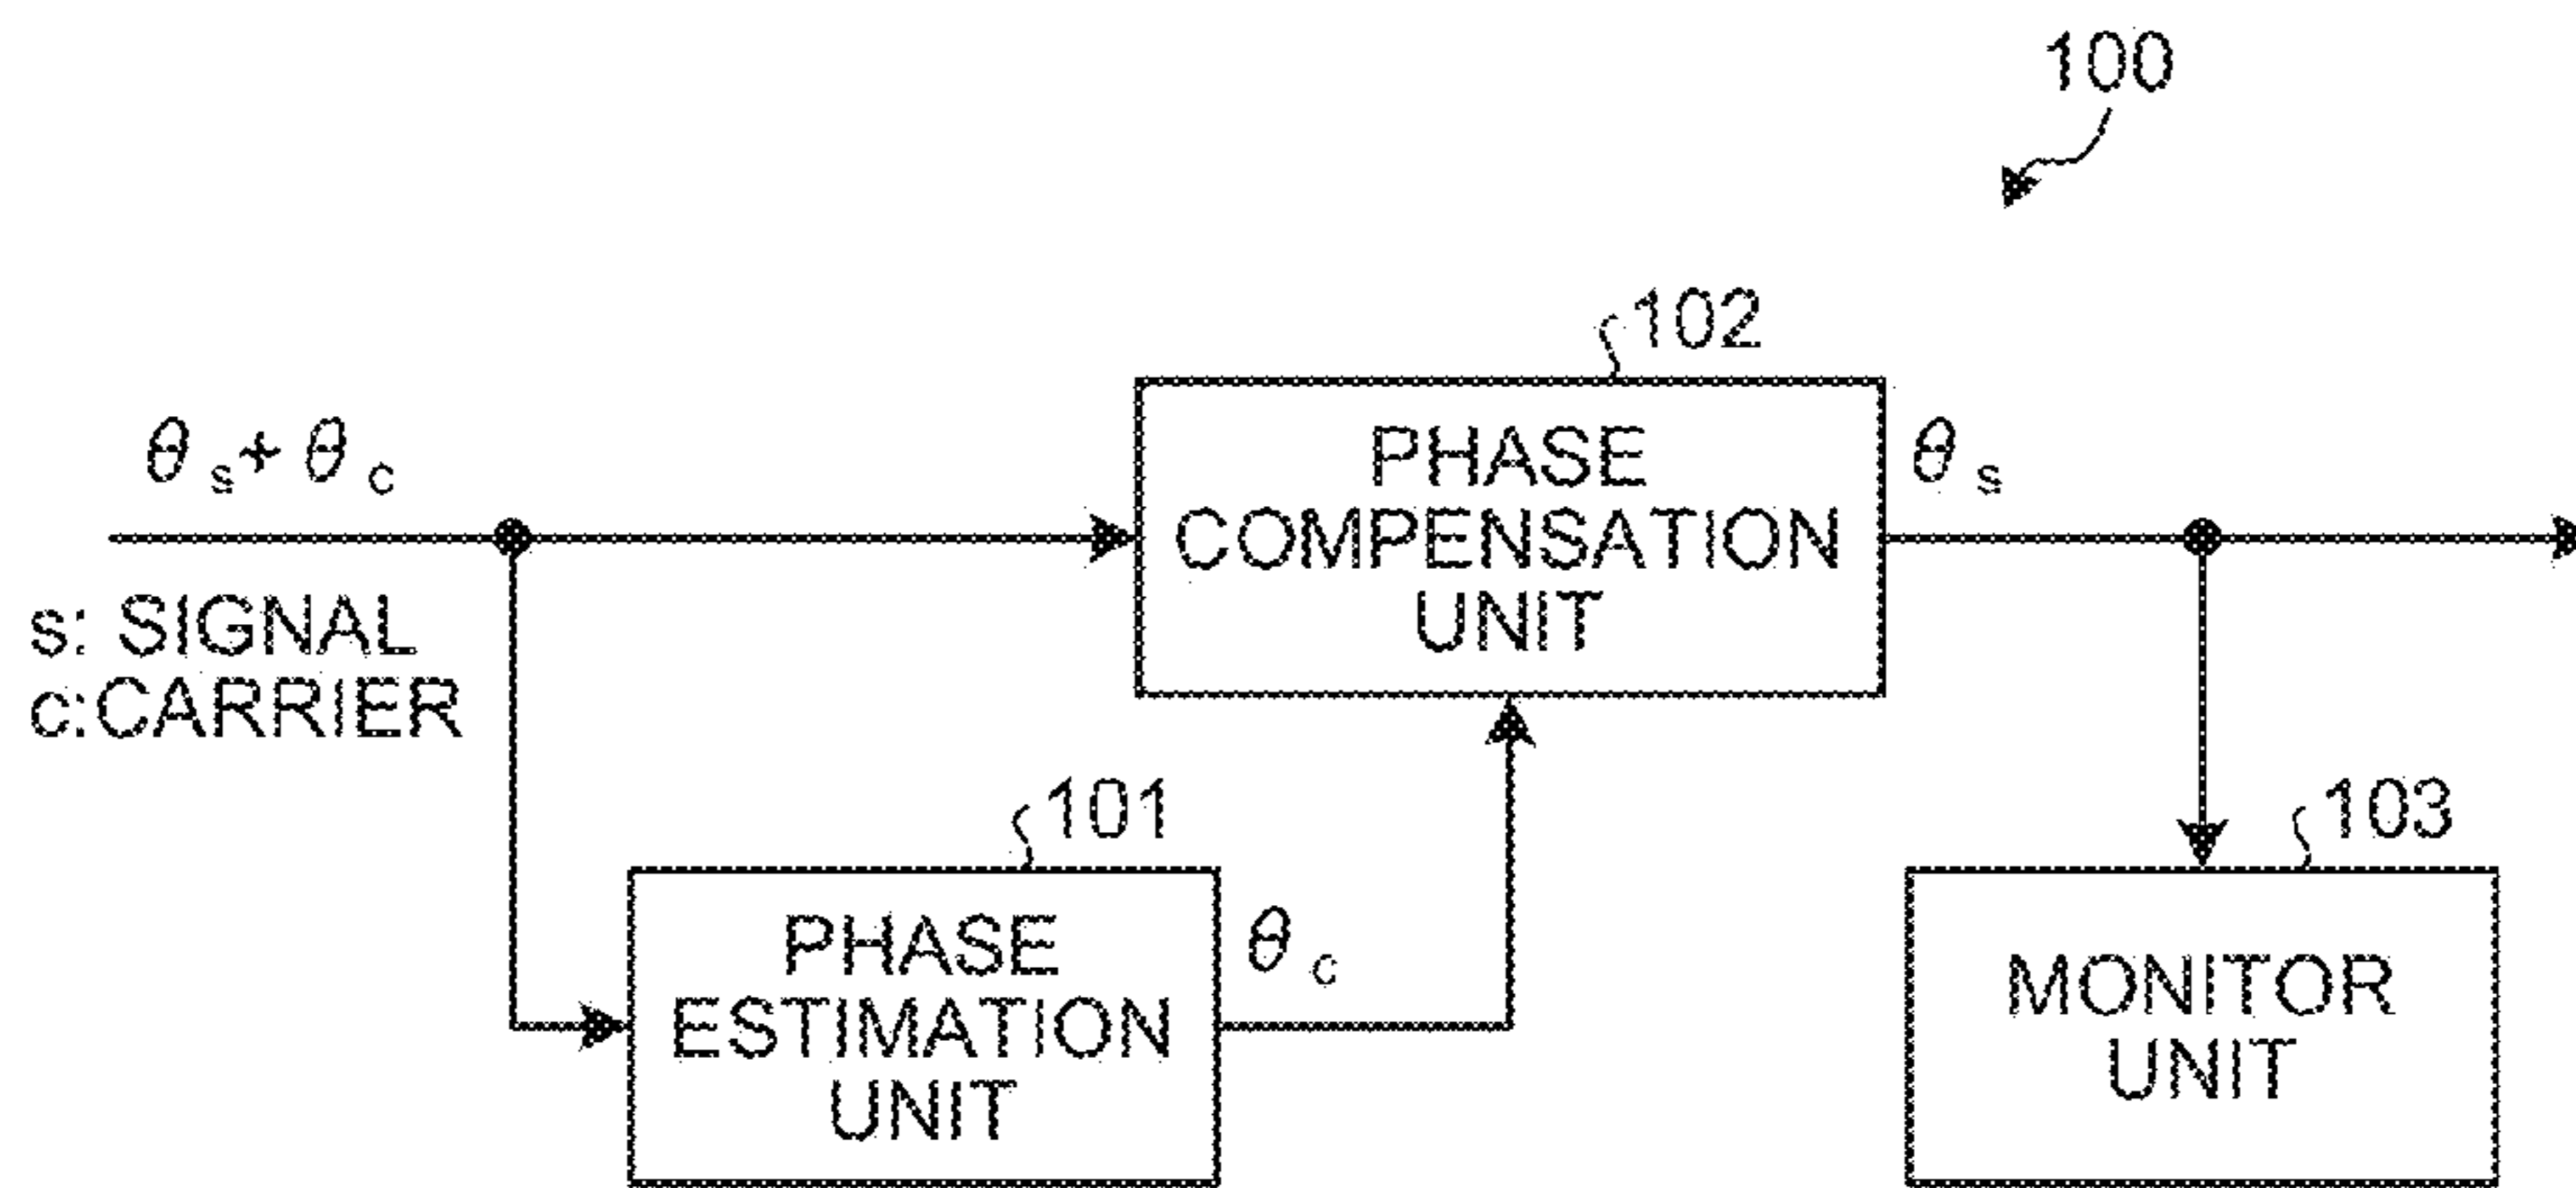 100
102
θs+ θc
PHASE
COMPENSATION
UNIT
θs
s: SIGNAL
c:CARRIER
101
103
PHASE
ESTIMATION
UNIT
θc
MONITOR
UNIT